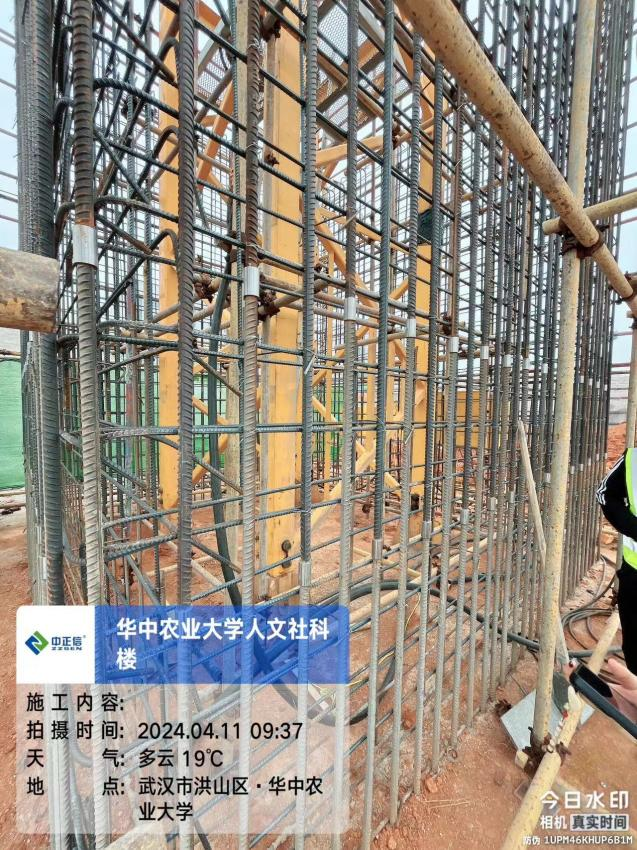 中正信
ZZGEN
华中农业大学人文社科
楼
施工内容:
拍摄时间: 2024.04.11 09:37
天气: 多云 19℃
地点: 武汉市洪山区·华中农
业大学
今日水印
相机 真实时间
防伪 1UPM46KHUP6B1M